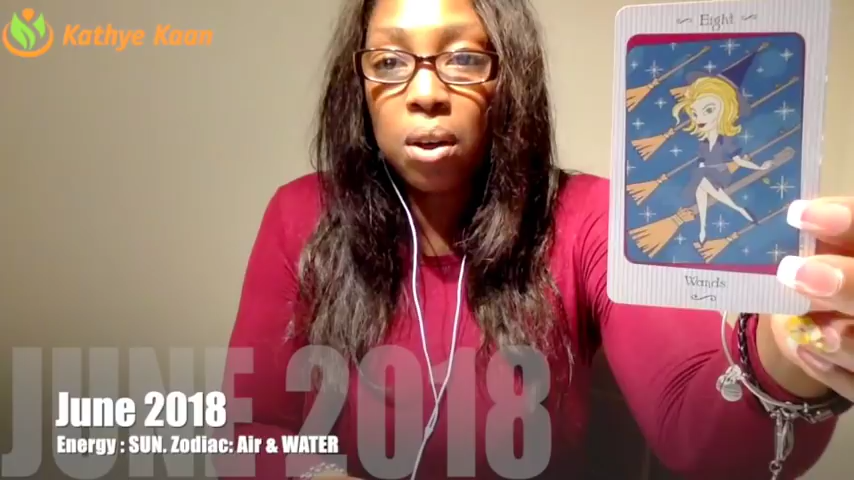 Kathye Kaan
Eight
Wands
JUNE 2018
June 2018
Energy : SUN. Zodiac: Air & WATER